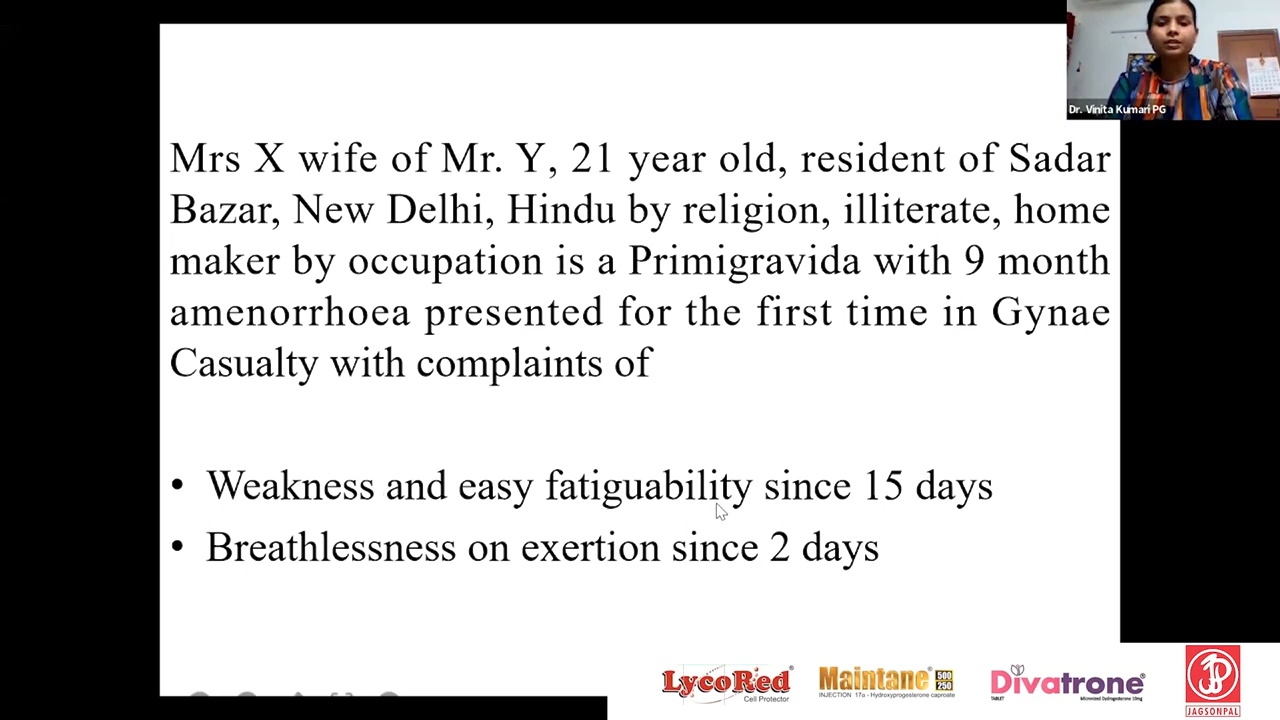 Dr. Vinita Kumari PG
Mrs X wife of Mr. Y, 21 year old, resident of Sadar
Bazar, New Delhi, Hindu by religion, illiterate, home
maker by occupation is a Primigravida with 9 month
amenorrhoea presented for the first time in Gynae
Casualty with complaints of
• Weakness and easy fatiguability since 15 days
• Breathlessness on exertion since 2 days
LycoRed®
Cell Protector
Maintane® 500 250
INJECTION 17α - Hydroxyprogesterone caproate
Divatrone®
TABLET Micronized Dydrogesterone 10mg
JAGSONPAL